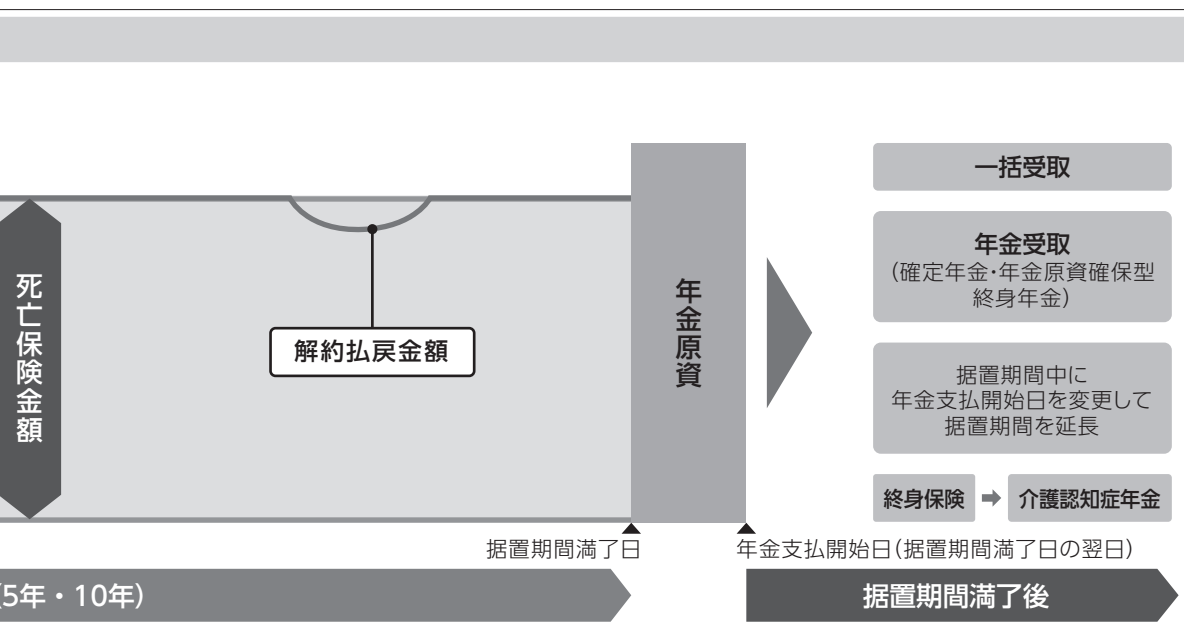 一括受取
年金受取
(確定年金・年金原資確保型
終身年金)
死亡保険金額
解約払戻金額
年金原資
据置期間中に
年金支払開始日を変更して
据置期間を延長
終身保険 ➡ 介護認知症年金
据置期間満了日
年金支払開始日(据置期間満了日の翌日)
(5年・10年)
据置期間満了後